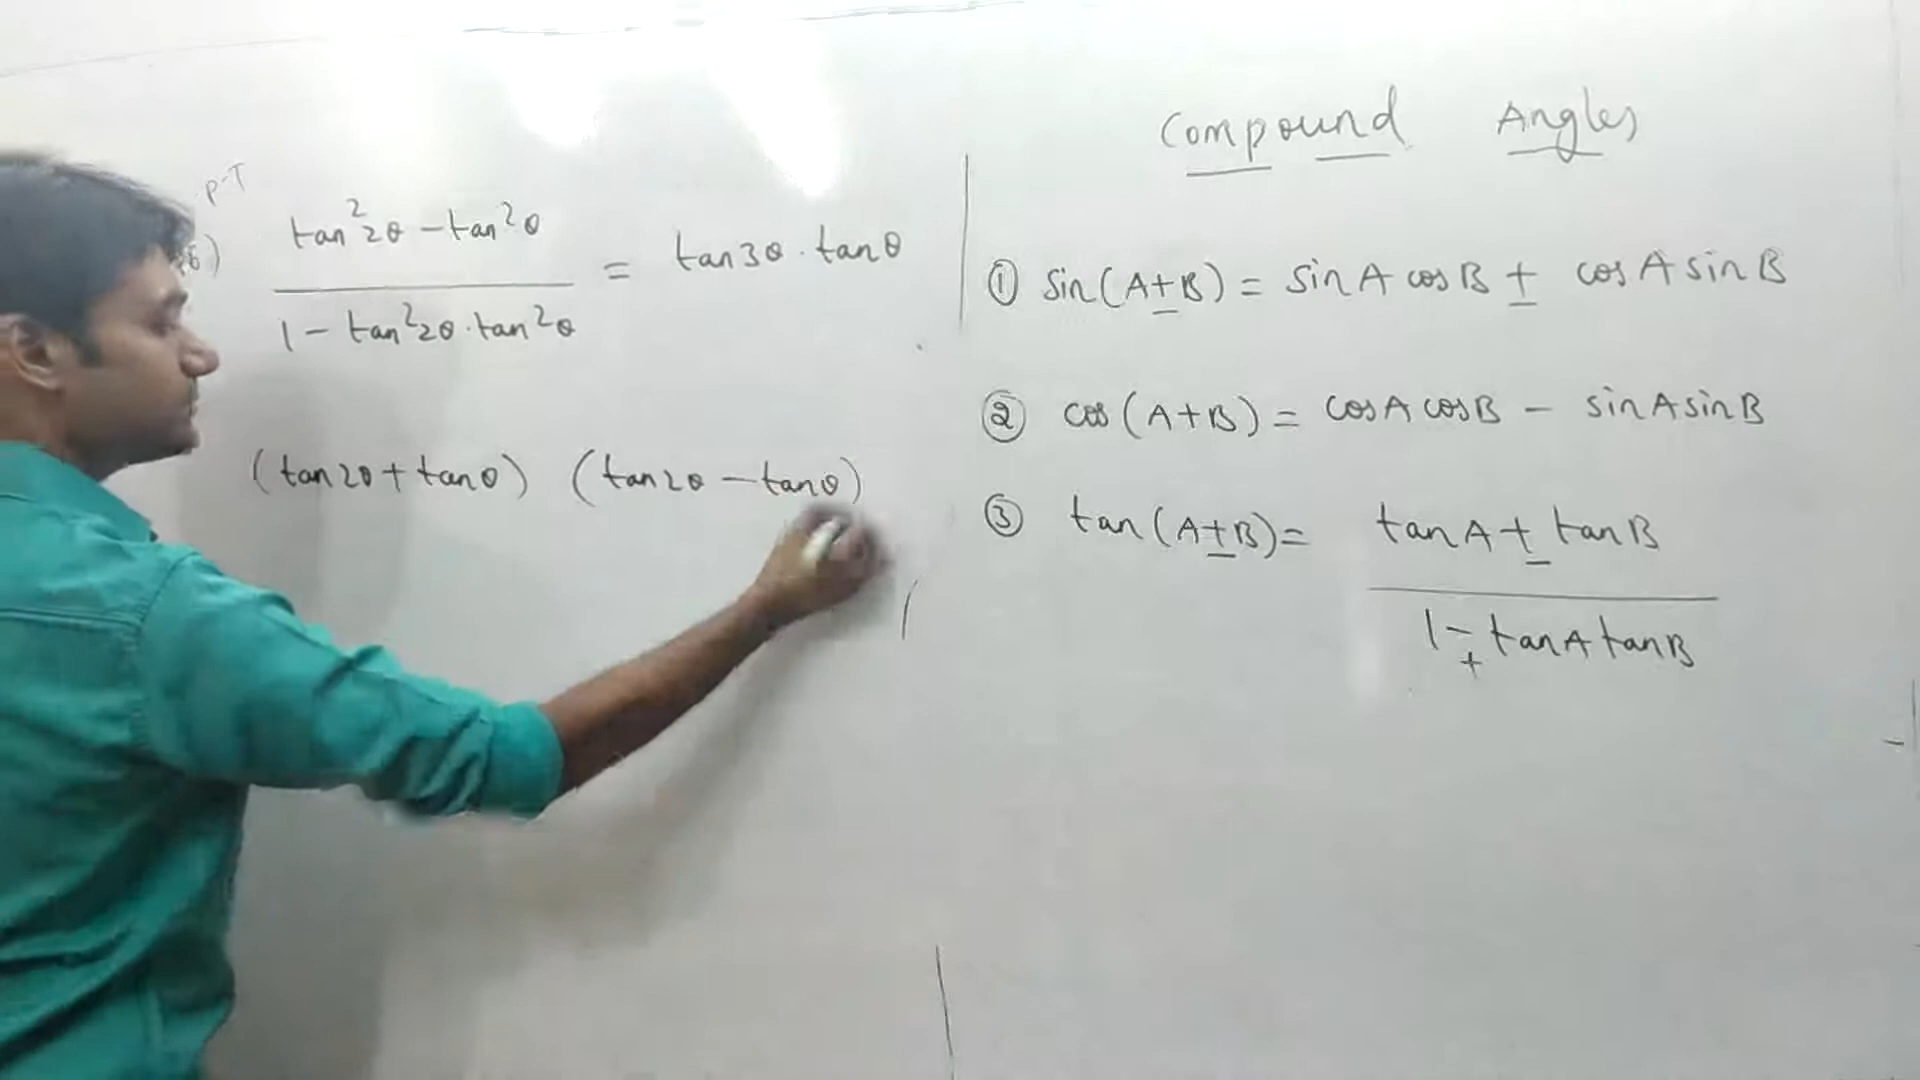 P.T
6) tan²2θ - tan²θ / 1 - tan²2θ · tan²θ = tan3θ · tanθ
(tan2θ + tanθ) (tan2θ - tanθ)
Compound Angles
① sin(A±B) = sinA cosB ± cosA sinB
② cos(A+B) = cosA cosB - sinA sinB
③ tan(A±B) = tanA ± tanB / 1 ∓ tanA tanB